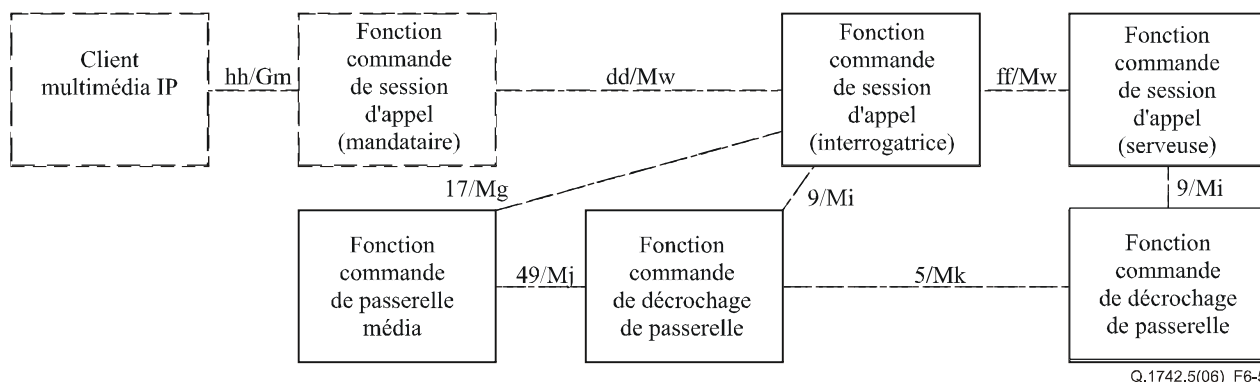 Client
multimédia IP
hh/Gm
Fonction
commande
de session
d'appel
(mandataire)
dd/Mw
Fonction
commande
de session
d'appel
(interrogatrice)
ff/Mw
Fonction
commande
de session
d'appel
(serveuse)
17/Mg
9/Mi
9/Mi
Fonction
commande
de passerelle
média
49/Mj
Fonction
commande
de décrochage
de passerelle
5/Mk
Fonction
commande
de décrochage
de passerelle
Q.1742.5(06)_F6-